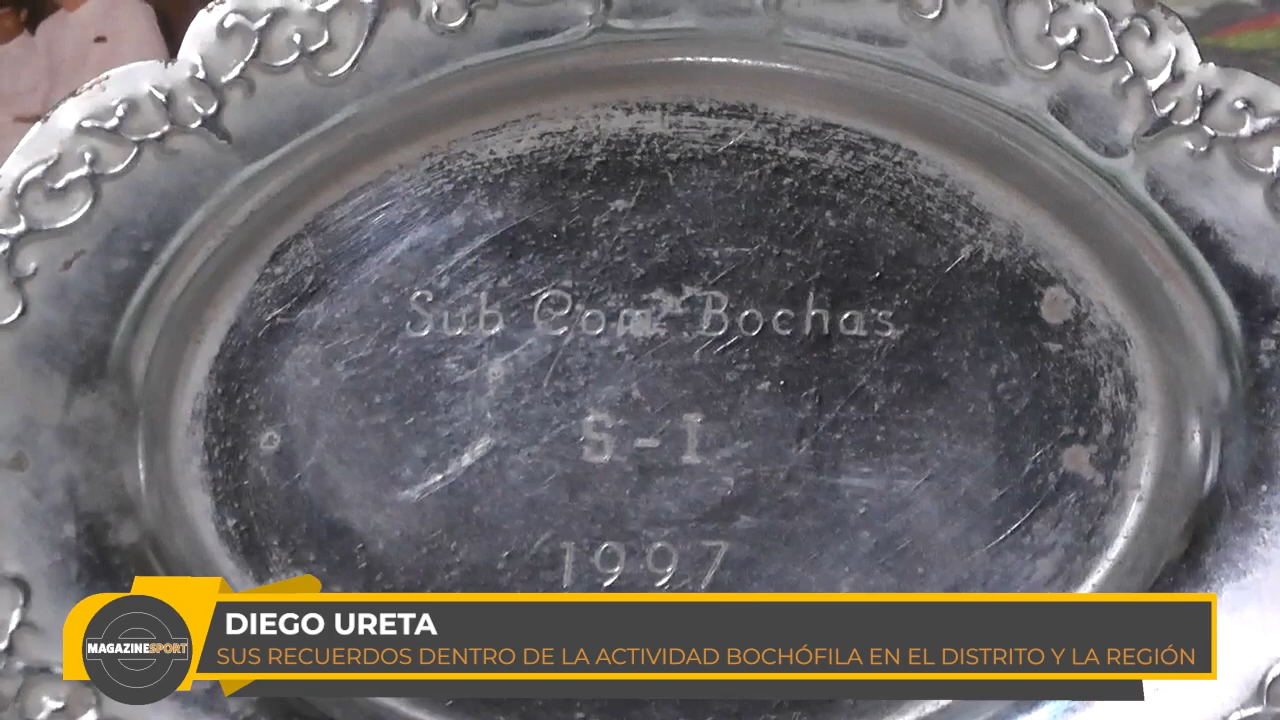 Sub Com Bochas
S-I
1997
DIEGO URETA
MAGAZINESPORT
SUS RECUERDOS DENTRO DE LA ACTIVIDAD BOCHÓFILA EN EL DISTRITO Y LA REGIÓN